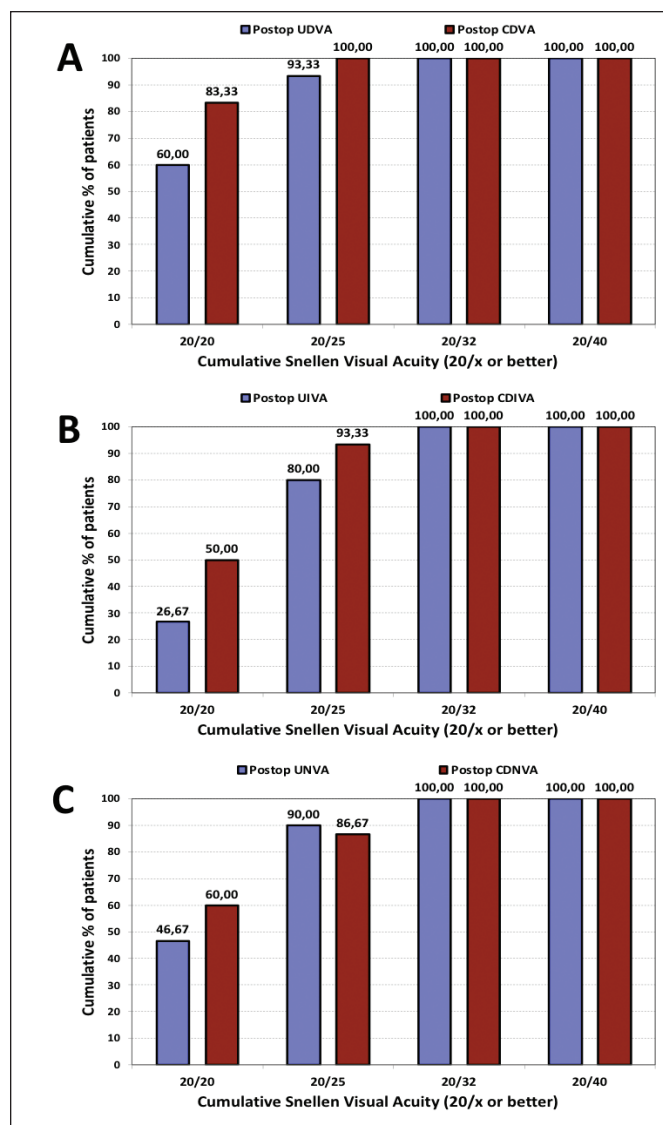 Postop UDVA Postop CDVA
A
100,00 100,00 100,00 100,00 100,00
100
93,33
90
83,33
80
70
60,00
60
50
40
30
20
10
0
Cumulative % of patients
20/20 20/25 20/32 20/40
Cumulative Snellen Visual Acuity (20/x or better)
Postop UIVA Postop CDIVA
B
100,00 100,00 100,00 100,00
100
93,33
90
80,00
80
70
60
50,00
50
40
30
26,67
20
10
0
Cumulative % of patients
20/20 20/25 20/32 20/40
Cumulative Snellen Visual Acuity (20/x or better)
Postop UNVA Postop CDNVA
C
100,00 100,00 100,00 100,00
100
90,00
90
86,67
80
70
60,00
60
50
46,67
40
30
20
10
0
Cumulative % of patients
20/20 20/25 20/32 20/40
Cumulative Snellen Visual Acuity (20/x or better)